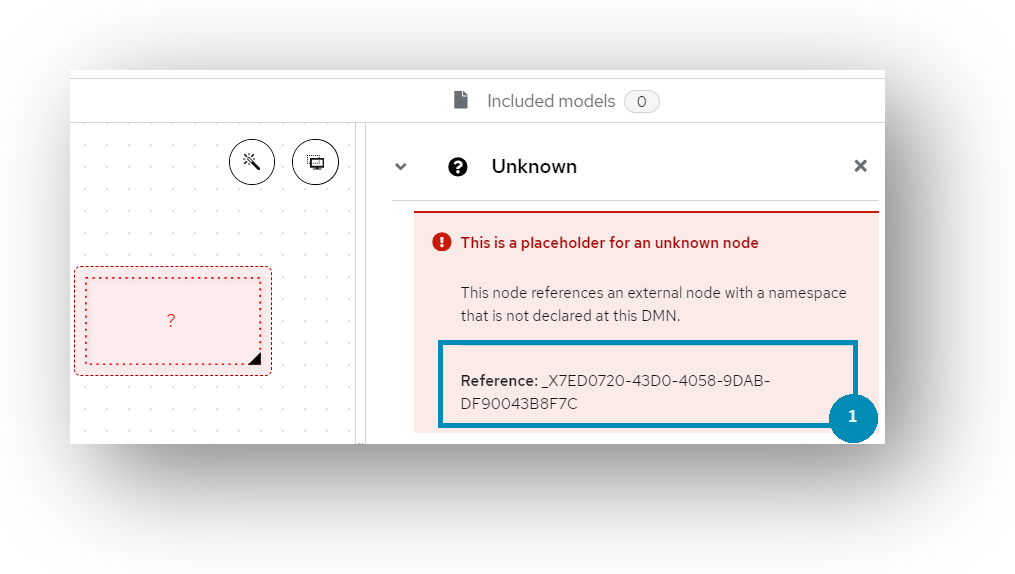 Included models 0
Unknown
This is a placeholder for an unknown node
?
This node references an external node with a namespace
that is not declared at this DMN.
Reference: _X7ED0720-43D0-4058-9DAB-
DF90043B8F7C
1